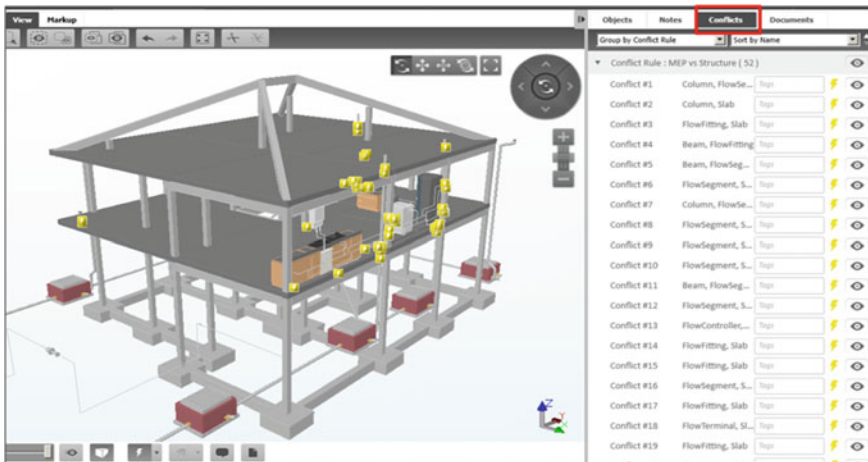 View Markup
Objects Notes Conflicts Documents
Group by Conflict Rule Sort by Name
Conflict Rule : MEP vs Structure ( 52 )
Conflict #1 Column, FlowSe... Tags
Conflict #2 Column, Slab Tags
Conflict #3 FlowFitting, Slab Tags
Conflict #4 Beam, FlowFitting Tags
Conflict #5 Beam, FlowSeg... Tags
Conflict #6 FlowSegment, S... Tags
Conflict #7 Column, FlowSe... Tags
Conflict #8 FlowSegment, S... Tags
Conflict #9 FlowSegment, S... Tags
Conflict #10 FlowSegment, S... Tags
Conflict #11 Beam, FlowSeg... Tags
Conflict #12 FlowSegment, S... Tags
Conflict #13 FlowController,... Tags
Conflict #14 FlowFitting, Slab Tags
Conflict #15 FlowFitting, Slab Tags
Conflict #16 FlowSegment, S... Tags
Conflict #17 FlowFitting, Slab Tags
Conflict #18 FlowTerminal, Sl... Tags
Conflict #19 FlowFitting, Slab Tags
Z
Y
X